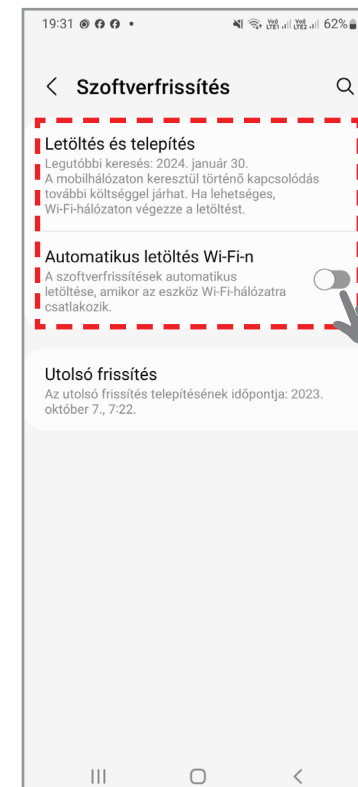 19:31 62%
Szoftverfrissítés
Letöltés és telepítés
Legutóbbi keresés: 2024. január 30.
A mobilhálózaton keresztül történő kapcsolódás
további költséggel járhat. Ha lehetséges,
Wi-Fi-hálózaton végezze a letöltést.
Automatikus letöltés Wi-Fi-n
A szoftverfrissítések automatikus
letöltése, amikor az eszköz Wi-Fi-hálózatra
csatlakozik.
Utolsó frissítés
Az utolsó frissítés telepítésének időpontja: 2023.
október 7., 7:22.